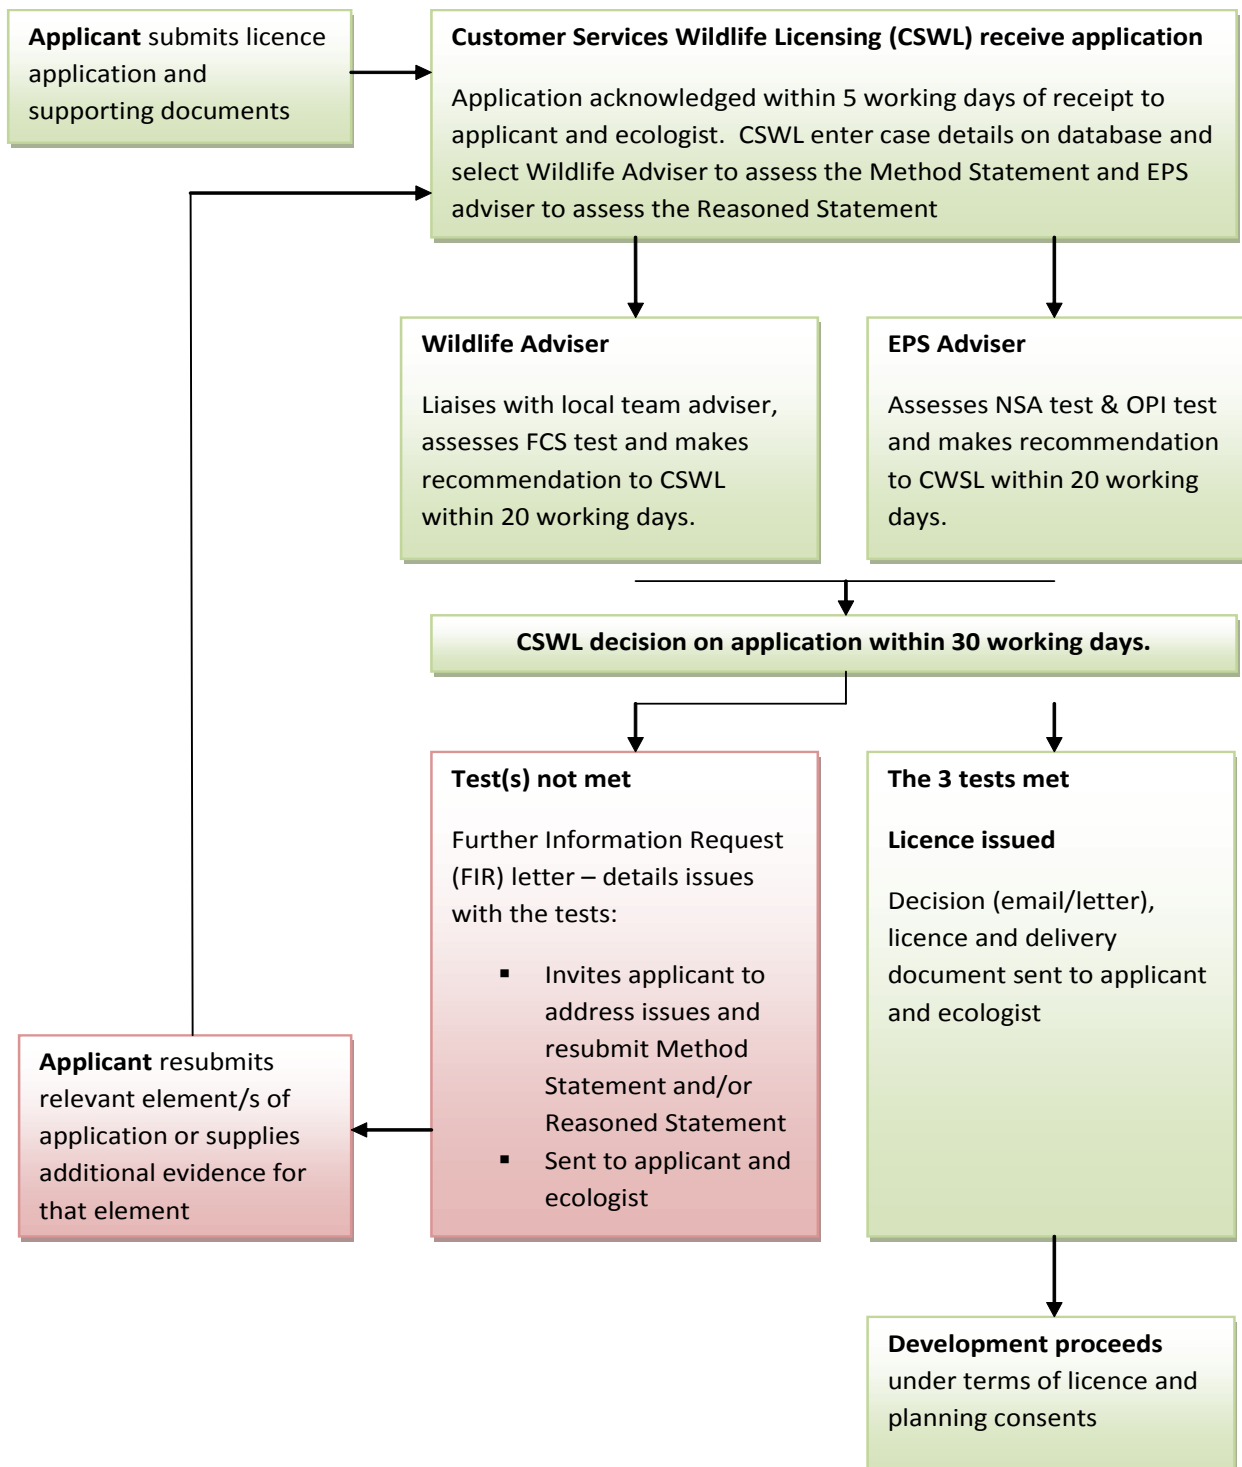 Applicant submits licence
application and
supporting documents
Customer Services Wildlife Licensing (CSWL) receive application
Application acknowledged within 5 working days of receipt to
applicant and ecologist.  CSWL enter case details on database and
select Wildlife Adviser to assess the Method Statement and EPS
adviser to assess the Reasoned Statement
Wildlife Adviser
Liaises with local team adviser,
assesses FCS test and makes
recommendation to CSWL
within 20 working days.
EPS Adviser
Assesses NSA test & OPI test
and makes recommendation
to CWSL within 20 working
days.
CSWL decision on application within 30 working days.
Test(s) not met
Further Information Request
(FIR) letter – details issues
with the tests:
▪ Invites applicant to
address issues and
resubmit Method
Statement and/or
Reasoned Statement
▪ Sent to applicant and
ecologist
The 3 tests met
Licence issued
Decision (email/letter),
licence and delivery
document sent to applicant
and ecologist
Applicant resubmits
relevant element/s of
application or supplies
additional evidence for
that element
Development proceeds
under terms of licence and
planning consents